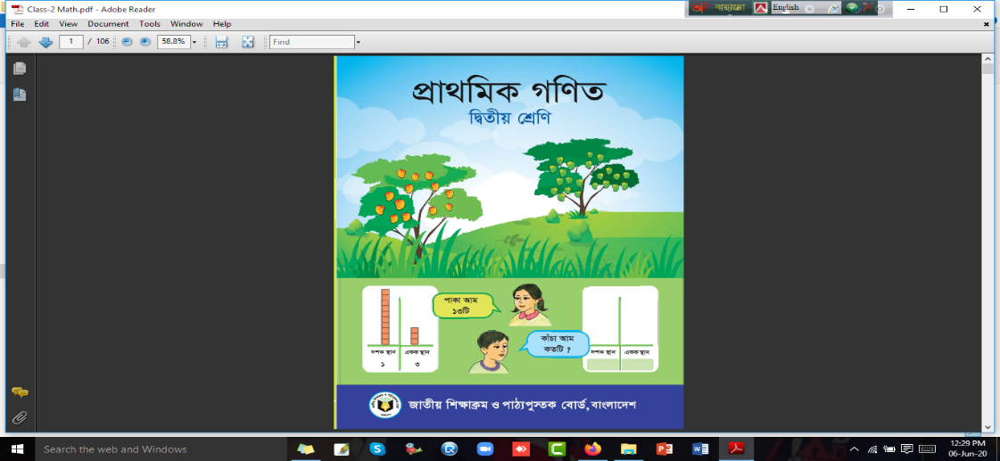 Class-2 Math.pdf - Adobe Reader
English
File Edit View Document Tools Window Help
1 / 106 58.8% Find
প্রাথমিক গণিত
দ্বিতীয় শ্রেণি
পাকা আম
১৩টি
কাঁচা আম
কতটি ?
দশক স্থান একক স্থান
১ ৩
দশক স্থান একক স্থান
জাতীয় শিক্ষাক্রম ও পাঠ্যপুস্তক বোর্ড, বাংলাদেশ
Search the web and Windows
12:29 PM
06-Jun-20